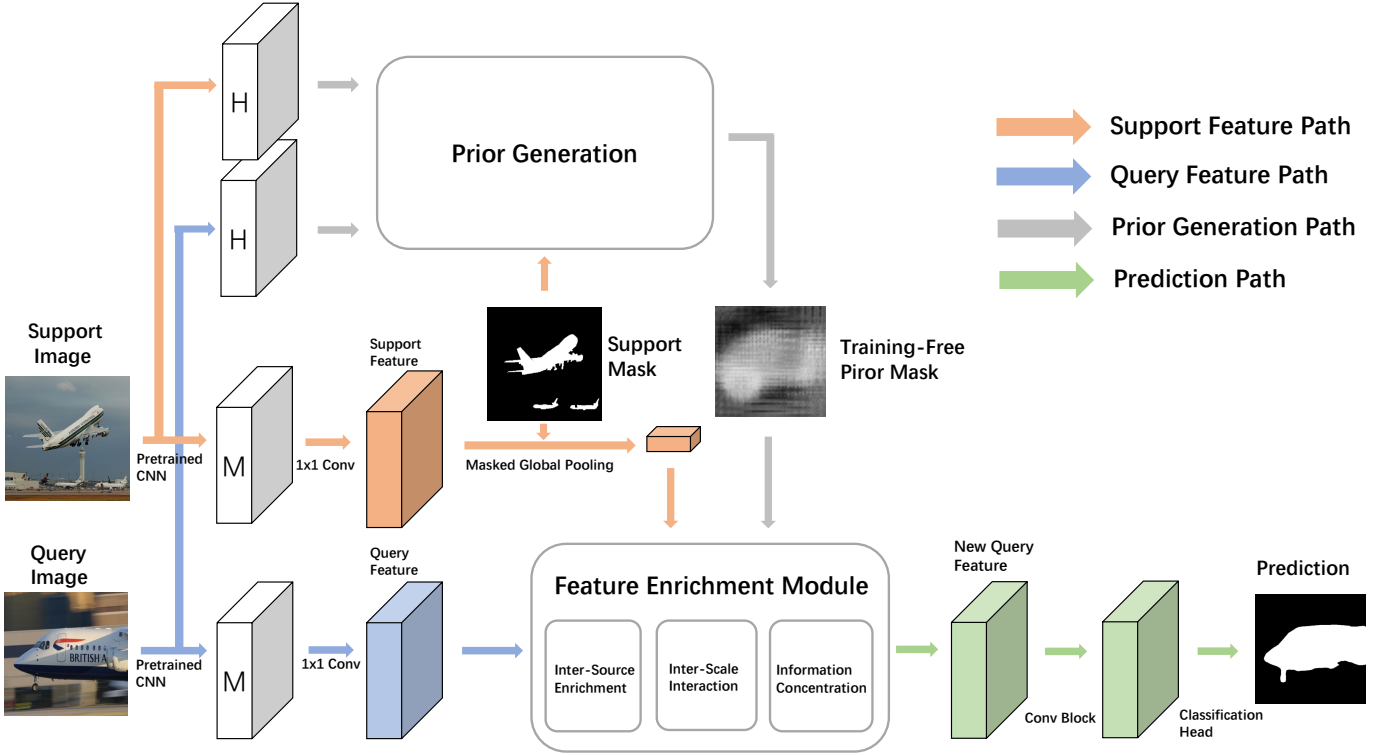 H
Prior Generation
H
Support Feature Path
Query Feature Path
Prior Generation Path
Prediction Path
Support
Image
Pretrained
CNN
M
1x1 Conv
Support
Feature
Masked Global Pooling
Support
Mask
Training-Free
Piror Mask
Query
Image
BRITISH A
Pretrained
CNN
M
1x1 Conv
Query
Feature
Feature Enrichment Module
Inter-Source
Enrichment
Inter-Scale
Interaction
Information
Concentration
New Query
Feature
Conv Block
Classification
Head
Prediction